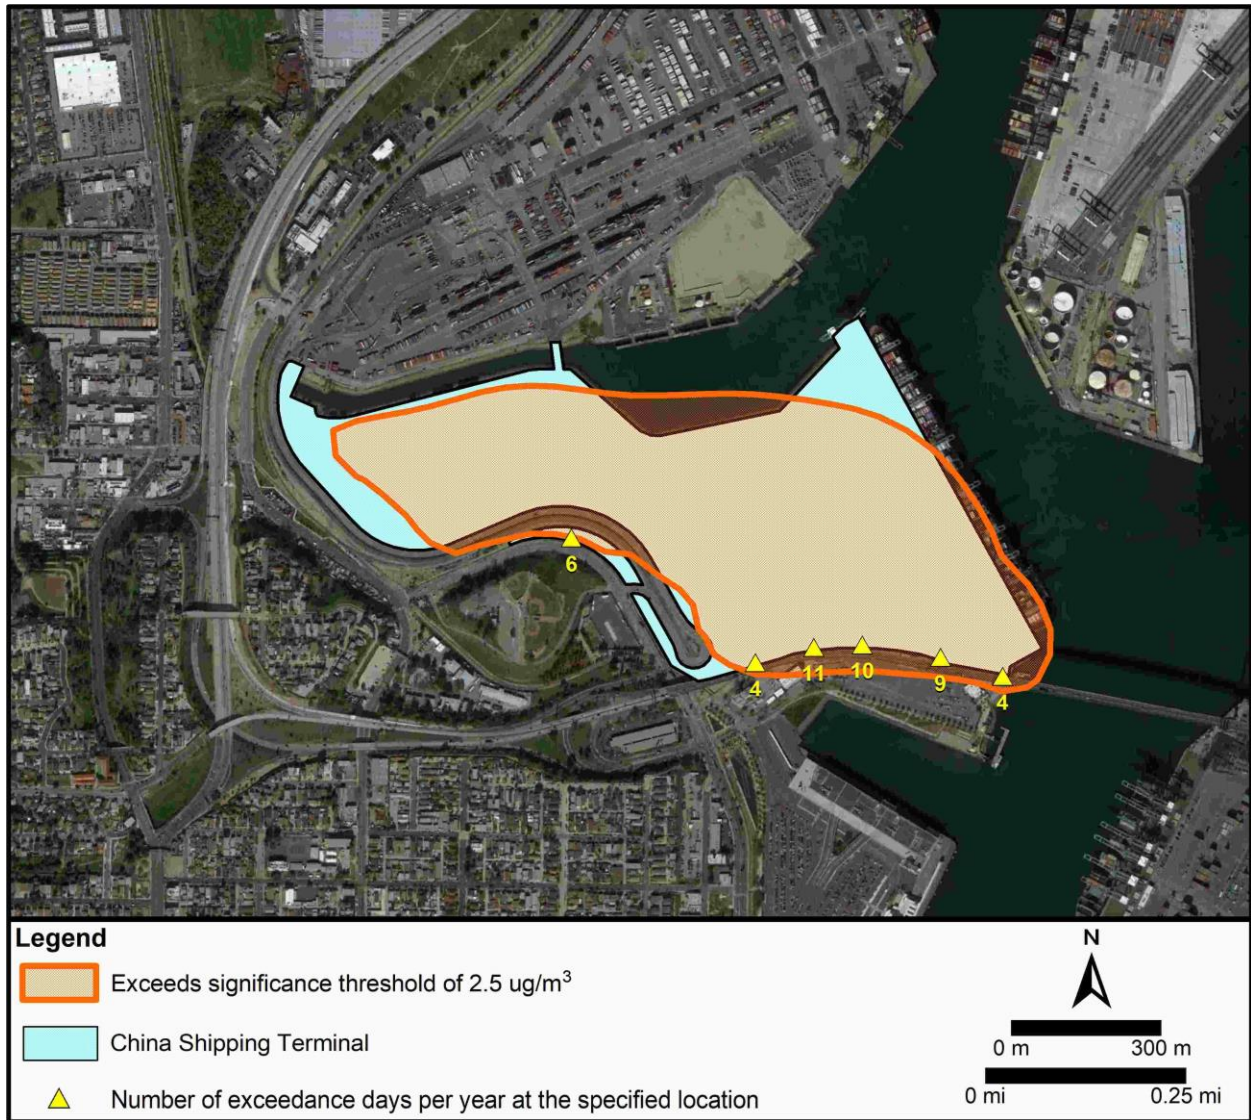 6
4
11
10
9
4
Legend
Exceeds significance threshold of 2.5 ug/m³
China Shipping Terminal
Number of exceedance days per year at the specified location
N
0 m 300 m
0 mi 0.25 mi